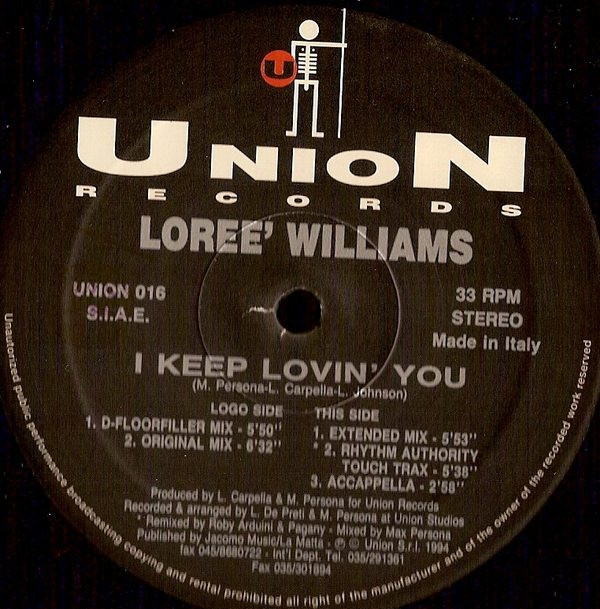 U
UNION
RECORDS
LOREE' WILLIAMS
UNION 016
S.I.A.E.
33 RPM
STEREO
Made in Italy
I KEEP LOVIN' YOU
(M. Persona-L. Carpella-L. Johnson)
LOGO SIDE
1. D-FLOORFILLER MIX - 5'50"
2. ORIGINAL MIX - 6'32"
THIS SIDE
1. EXTENDED MIX - 5'53"
* 2. RHYTHM AUTHORITY
TOUCH TRAX - 5'38"
3. ACCAPPELLA - 2'58"
Produced by L. Carpella & M. Persona for Union Records
Recorded & arranged by L. De Preti & M. Persona at Union Studios
* Remixed by Roby Arduini & Pagany - Mixed by Max Persona
Published by Jacomo Music/La Matta - ℗ © Union S.r.l. 1994
fax 045/8680722 - Int'l Dept. Tel. 035/291361
Fax 035/301694
Unautorized public performance broadcasting copying and rental prohibited all right of the manufacturer and of the owner of the recorded work reserved